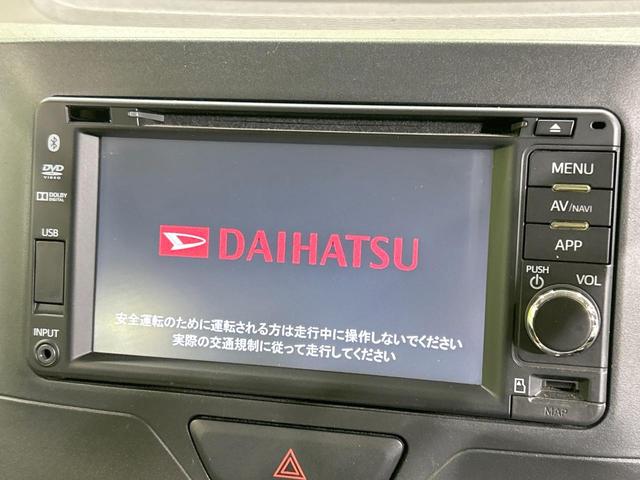 DVD
VIDEO
DOLBY
DIGITAL
USB
INPUT
DAIHATSU
安全運転のために運転される方は走行中に操作しないでください
実際の交通規制に従って走行してください
MENU
AV/NAVI
APP
PUSH
VOL
MAP